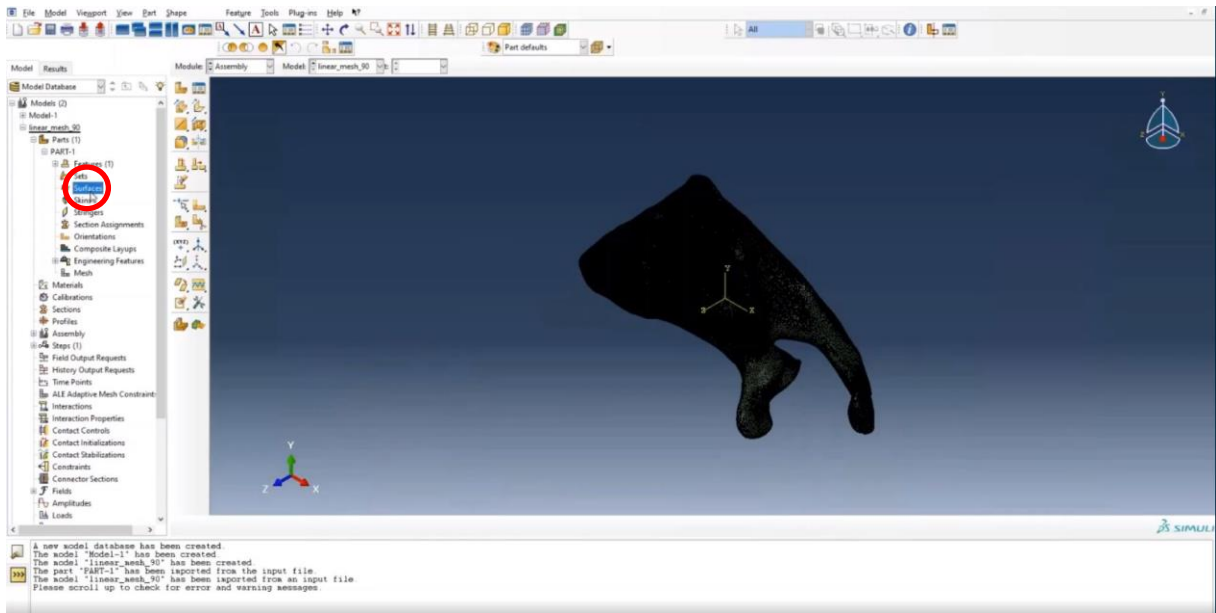 File Model Viewport View Part Shape Feature Tools Plug-ins Help
All
Part defaults
Model Results
Module: Assembly Model: linear_mesh_90
Model Database
Models (2)
Model-1
linear_mesh_90
Parts (1)
PART-1
Features (1)
Sets
Surfaces
Skins
Stringers
Section Assignments
Orientations
Composite Layups
Engineering Features
Mesh
Materials
Calibrations
Sections
Profiles
Assembly
Steps (1)
Field Output Requests
History Output Requests
Time Points
ALE Adaptive Mesh Constraint
Interactions
Interaction Properties
Contact Controls
Contact Initializations
Contact Stabilizations
Constraints
Connector Sections
Fields
Amplitudes
Loads
Y
Z X
Y
Z X
Y
Z X
SIMULI
A new model database has been created.
The model "Model-1" has been created.
The model "linear_mesh_90" has been created.
The part "PART-1" has been imported from the input file.
The model "linear_mesh_90" has been imported from an input file.
Please scroll up to check for error and warning messages.